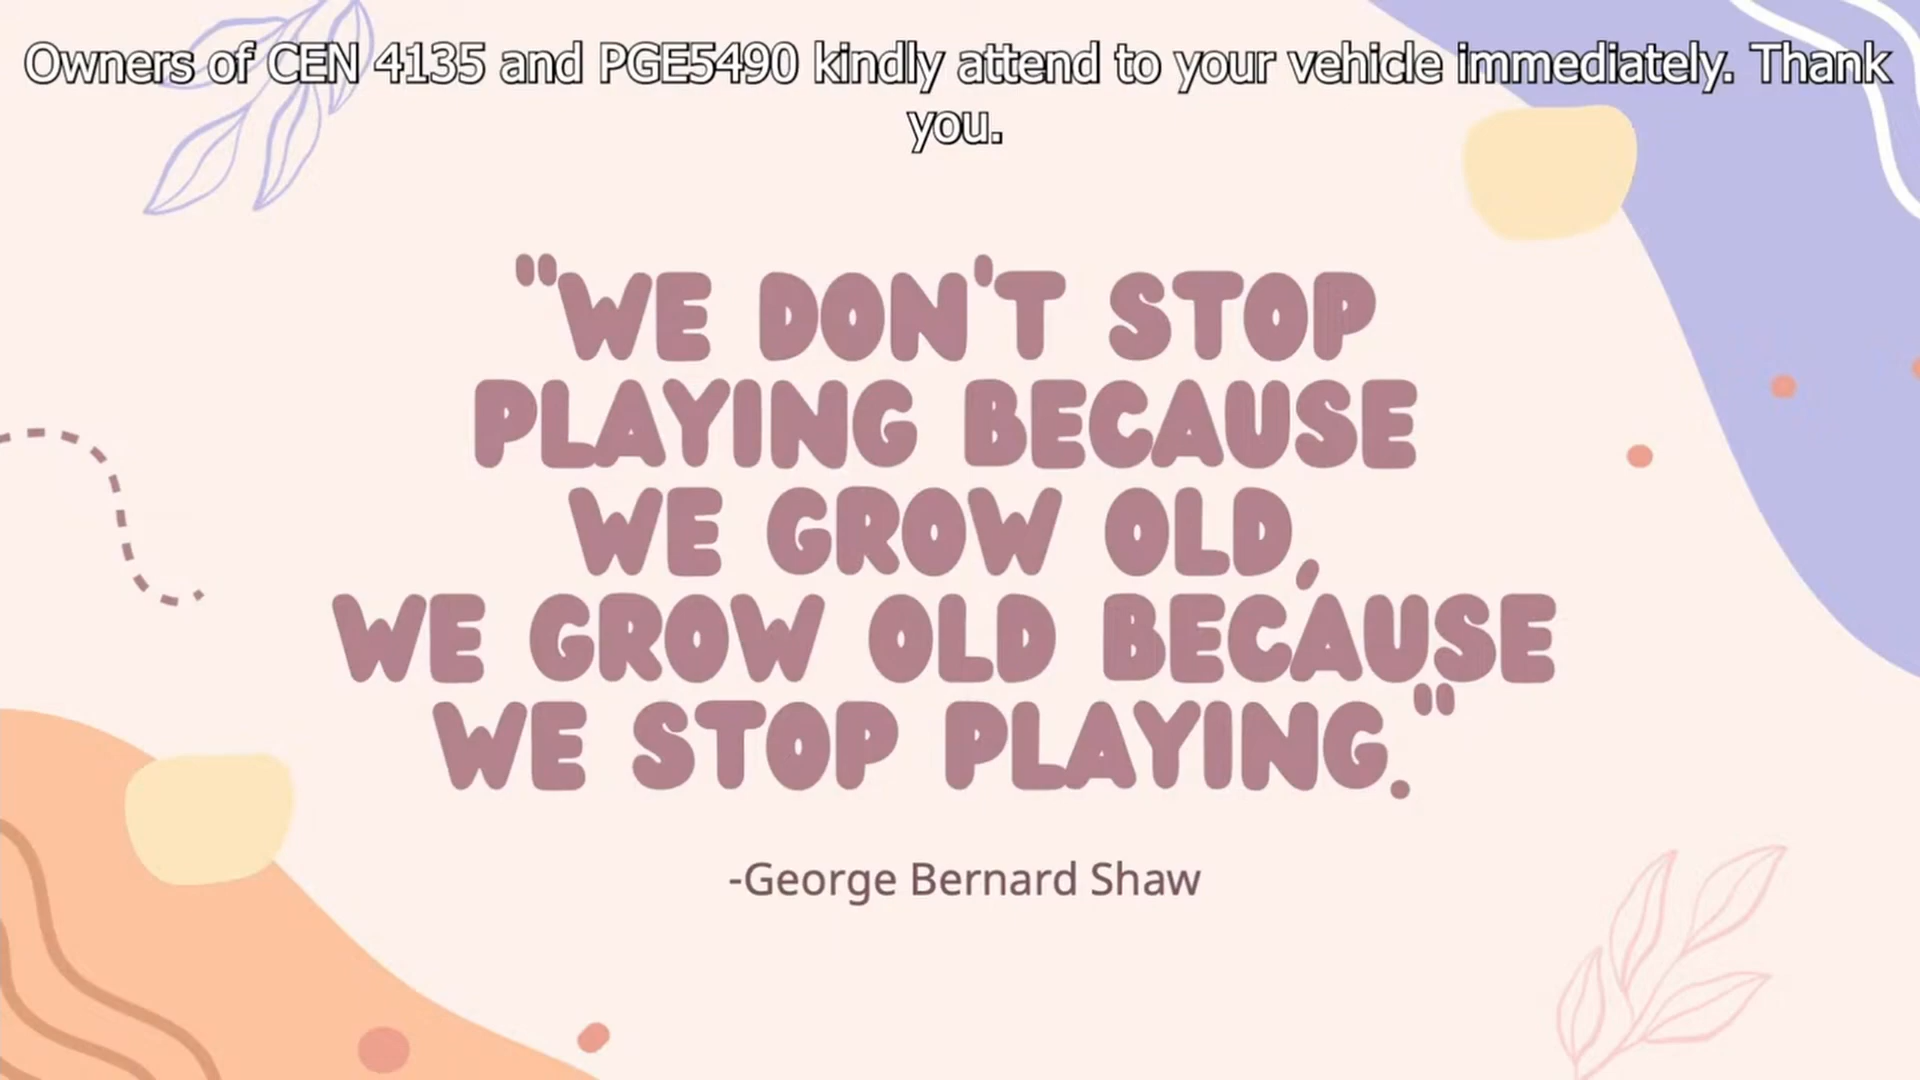 Owners of CEN 4135 and PGE5490 kindly attend to your vehicle immediately. Thank
you.
"WE DON'T STOP
PLAYING BECAUSE
WE GROW OLD,
WE GROW OLD BECAUSE
WE STOP PLAYING."
-George Bernard Shaw